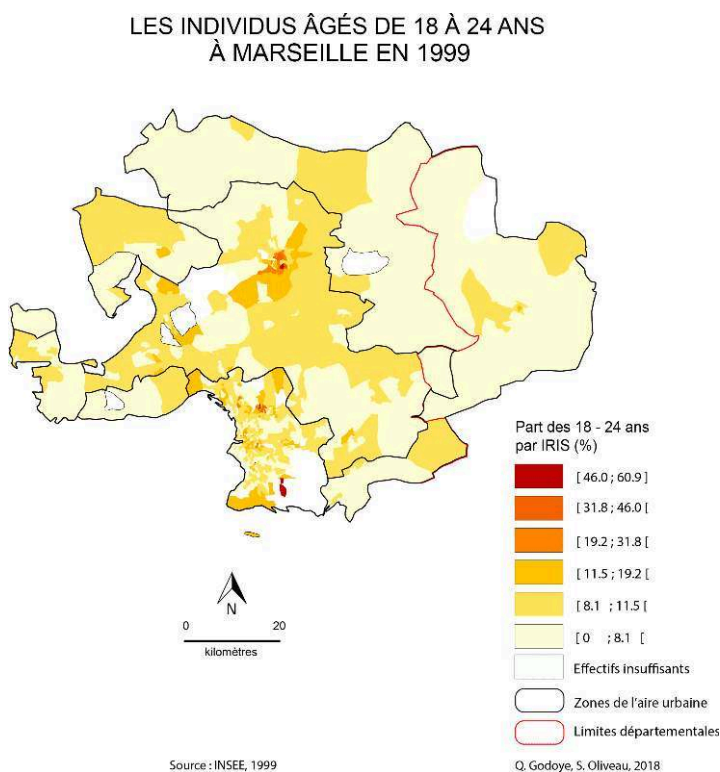 LES INDIVIDUS ÂGÉS DE 18 À 24 ANS
À MARSEILLE EN 1999
Part des 18 - 24 ans
par IRIS (%)
[ 46.0 ; 60.9 ]
[ 31.8 ; 46.0 [
[ 19.2 ; 31.8 [
[ 11.5 ; 19.2 [
[ 8.1 ; 11.5 [
[ 0 ; 8.1 [
Effectifs insuffisants
Zones de l'aire urbaine
Limites départementales
N
0 20
kilomètres
Source : INSEE, 1999
Q. Godoye, S. Oliveau, 2018